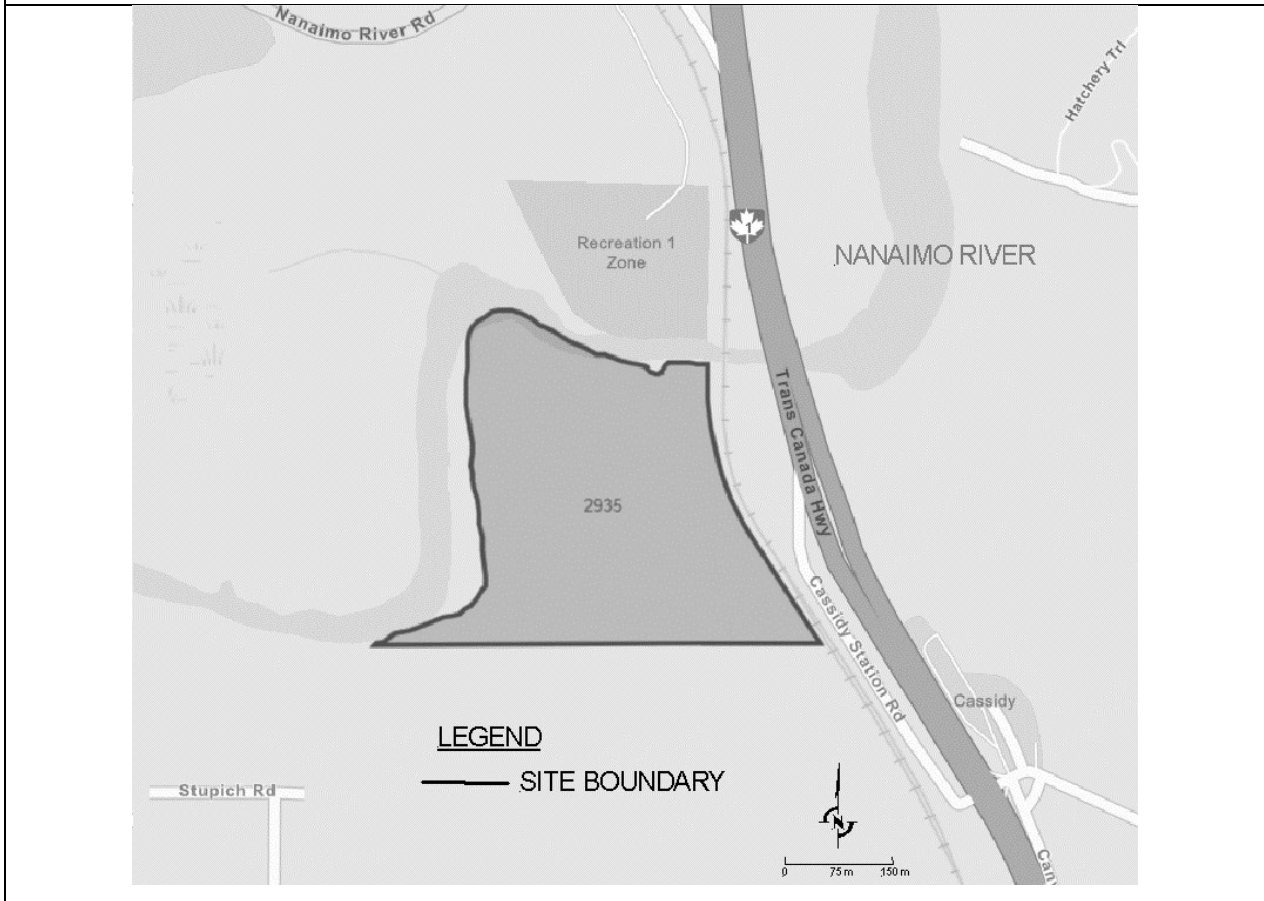 Nanaimo River Rd
Hatchery Trl
1
Recreation 1
Zone
NANAIMO RIVER
Trans Canada Hwy
2935
Cassidy Station Rd
Cassidy
LEGEND
SITE BOUNDARY
Stupich Rd
N
0 75 m 150 m